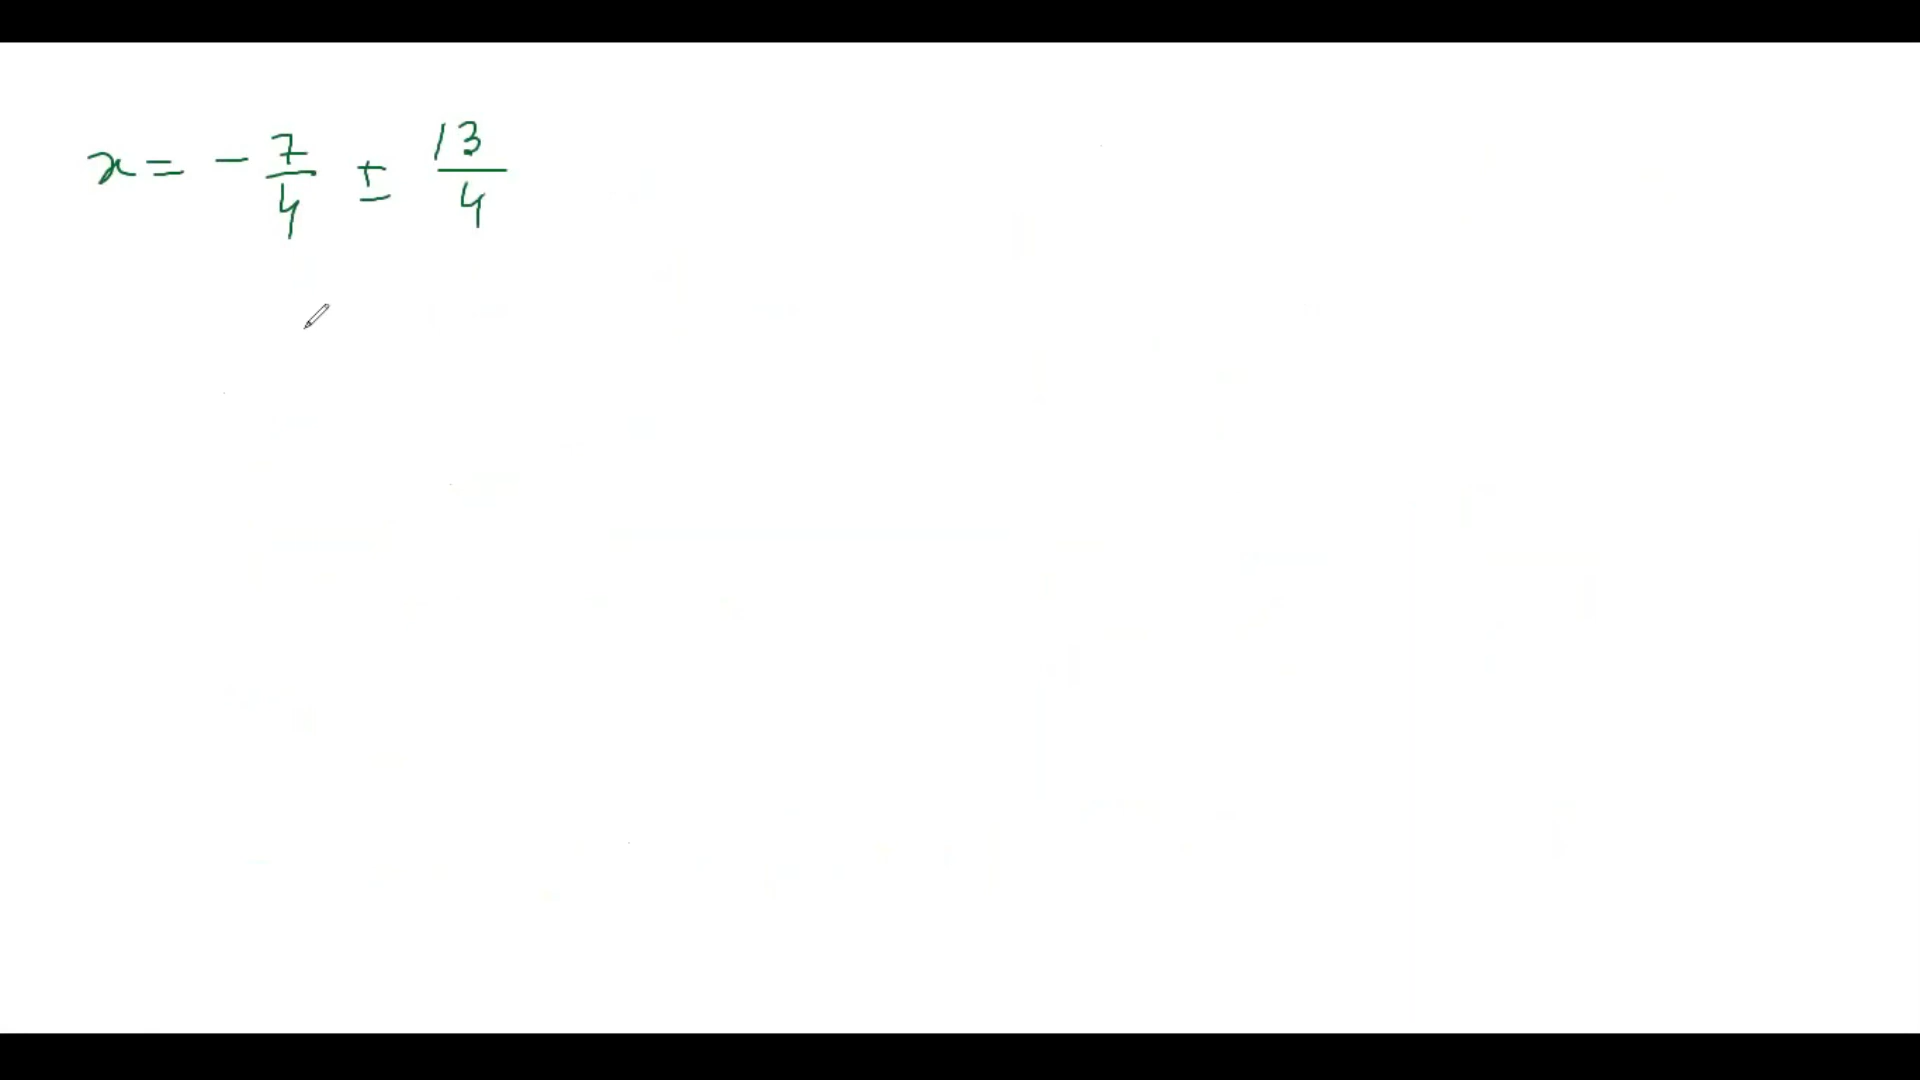 x = - 7/4 ± 13/4